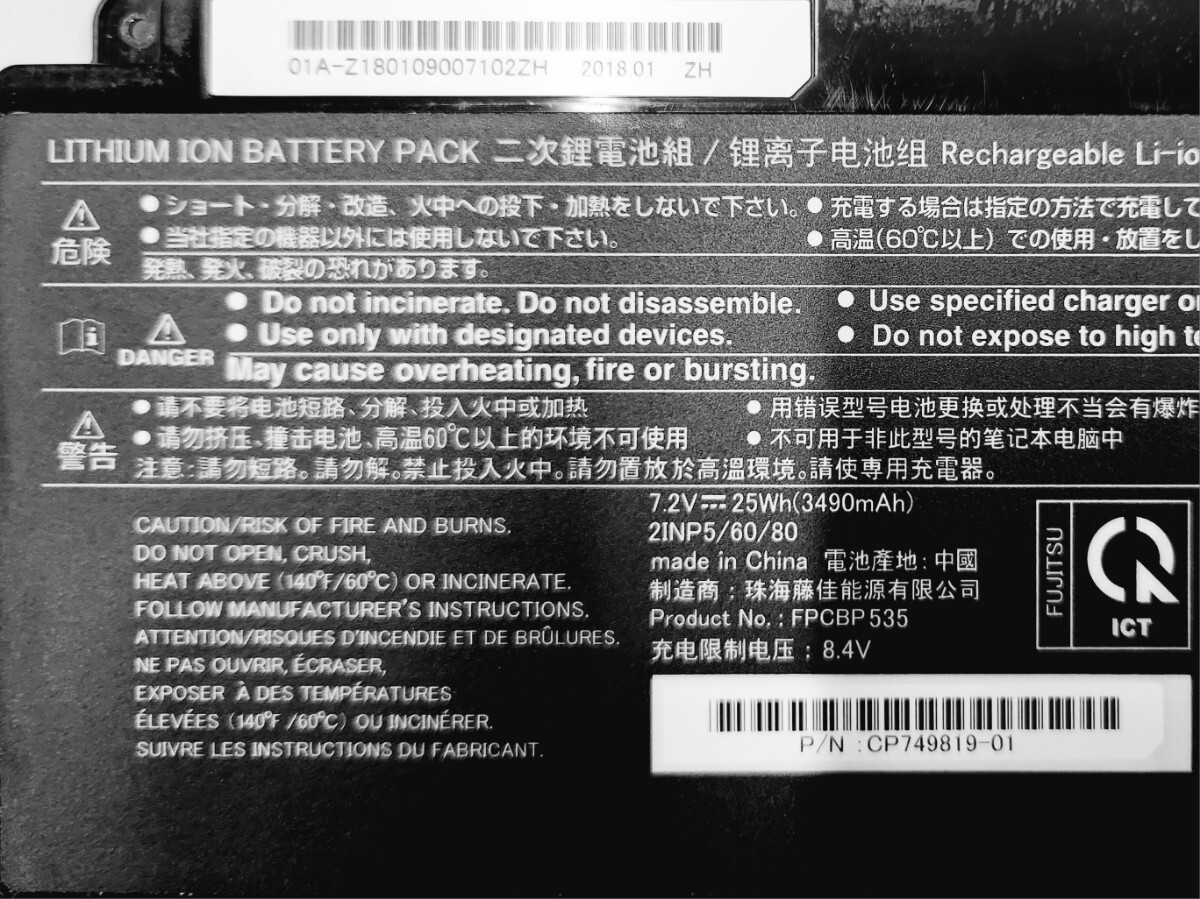 01A-Z180109007102ZH 2018.01 ZH
LITHIUM ION BATTERY PACK 二次鋰電池組 / 锂离子电池组 Rechargeable Li-io
危険
● ショート・分解・改造、火中への投下・加熱をしないで下さい。 ● 充電する場合は指定の方法で充電して
● 当社指定の機器以外には使用しないで下さい。 ● 高温(60℃以上) での使用・放置をし
発熱、発火、破裂の恐れがあります。
DANGER
● Do not incinerate. Do not disassemble. ● Use specified charger o
● Use only with designated devices. ● Do not expose to high te
May cause overheating, fire or bursting.
警告
● 请不要将电池短路、分解、投入火中或加热 ● 用错误型号电池更换或处理不当会有爆炸
● 请勿挤压、撞击电池、高温60℃以上的环境不可使用 ● 不可用于非此型号的笔记本电脑中
注意:請勿短路。請勿解。禁止投入火中。請勿置放於高溫環境。請使専用充電器。
CAUTION/RISK OF FIRE AND BURNS.
DO NOT OPEN, CRUSH,
HEAT ABOVE (140℉/60℃) OR INCINERATE.
FOLLOW MANUFACTURER'S INSTRUCTIONS.
ATTENTION/RISQUES D'INCENDIE ET DE BRÛLURES.
NE PAS OUVRIR, ÉCRASER,
EXPOSER À DES TEMPÉRATURES
ÉLEVÉES (140℉ /60℃) OU INCINÉRER.
SUIVRE LES INSTRUCTIONS DU FABRICANT.
7.2V⎓25Wh(3490mAh)
2INP5/60/80
made in China 電池產地: 中國
制造商 : 珠海藤佳能源有限公司
Product No. : FPCBP535
充电限制电压 : 8.4V
FUJITSU
ICT
P/N :CP749819-01